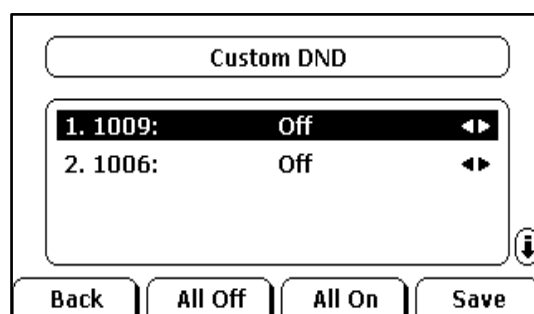 Custom DND
1. 1009: Off
2. 1006: Off
Back All Off All On Save